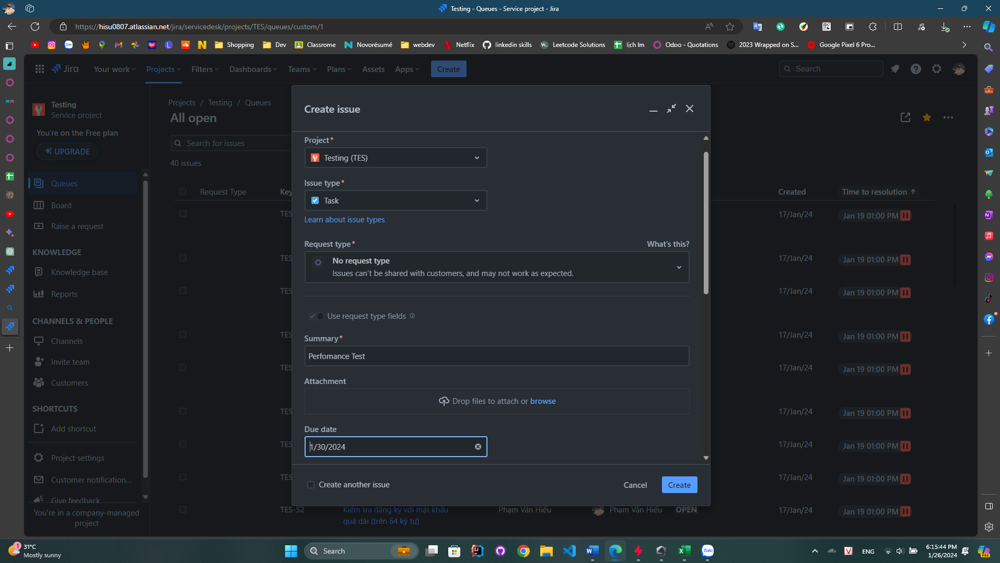 Testing - Queues - Service project - Jira
https://hisu0807.atlassian.net/jira/servicedesk/projects/TES/queues/custom/1
Shopping
Dev
Classrome
Novorésumé
webdev
Netflix
linkedin skills
Leetcode Solutions
lịch lm
Odoo - Quotations
2023 Wrapped on S...
Google Pixel 6 Pro...
Jira
Your work
Projects
Filters
Dashboards
Teams
Plans
Assets
Apps
Create
Search
Testing
Service project
You're on the Free plan
UPGRADE
Queues
Board
Raise a request
KNOWLEDGE
Knowledge base
Reports
CHANNELS & PEOPLE
Channels
Invite team
Customers
SHORTCUTS
Add shortcut
Project settings
Customer notification...
Give feedback
You're in a company-managed
project
Projects / Testing / Queues
All open
Search for issues
40 issues
Request Type
Key
Created
Time to resolution
TES
17/Jan/24
Jan 19 01:00 PM
TES
17/Jan/24
Jan 19 01:00 PM
TES
17/Jan/24
Jan 19 01:00 PM
TES
17/Jan/24
Jan 19 01:00 PM
TES
17/Jan/24
Jan 19 01:00 PM
TES
17/Jan/24
Jan 19 01:00 PM
TES
17/Jan/24
Jan 19 01:00 PM
TES
17/Jan/24
Jan 19 01:00 PM
TES-52
Kiểm tra đăng ký với mật khẩu
quá dài (trên 64 ký tự)
Phạm Văn Hiếu
Phạm Văn Hiếu
OPEN
17/Jan/24
Jan 19 01:00 PM
Create issue
Project*
Testing (TES)
Issue type*
Task
Learn about issue types
Request type*
What's this?
No request type
Issues can't be shared with customers, and may not work as expected.
Use request type fields
Summary*
Perfomance Test
Attachment
Drop files to attach or browse
Due date
1/30/2024
Create another issue
Cancel
Create
1
31°C
Mostly sunny
Search
Zalo
ENG
6:15:44 PM
1/26/2024